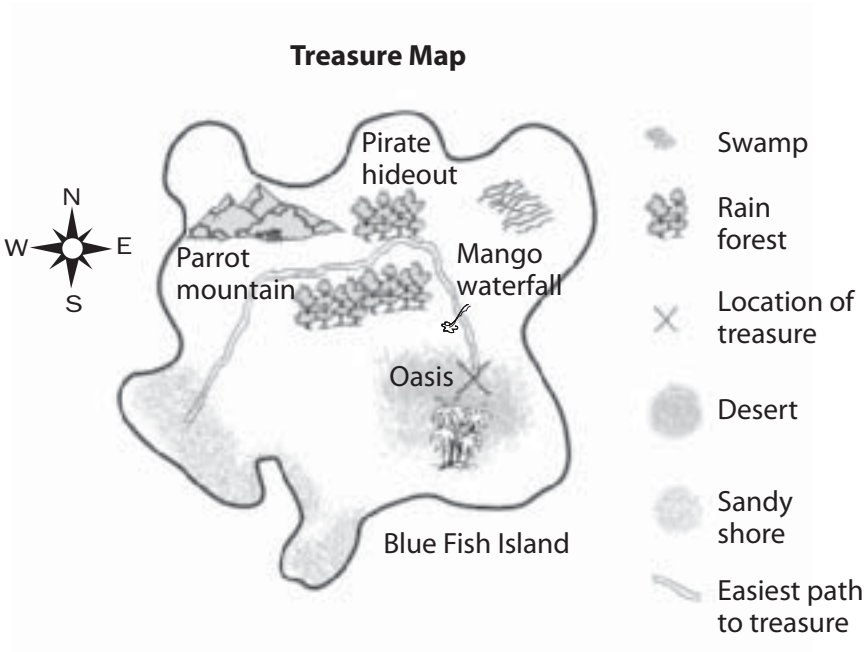 Treasure Map
Pirate
hideout
Swamp
N
W E
S
Rain
forest
Parrot
mountain
Mango
waterfall
Location of
treasure
Oasis
Desert
Sandy
shore
Blue Fish Island
Easiest path
to treasure